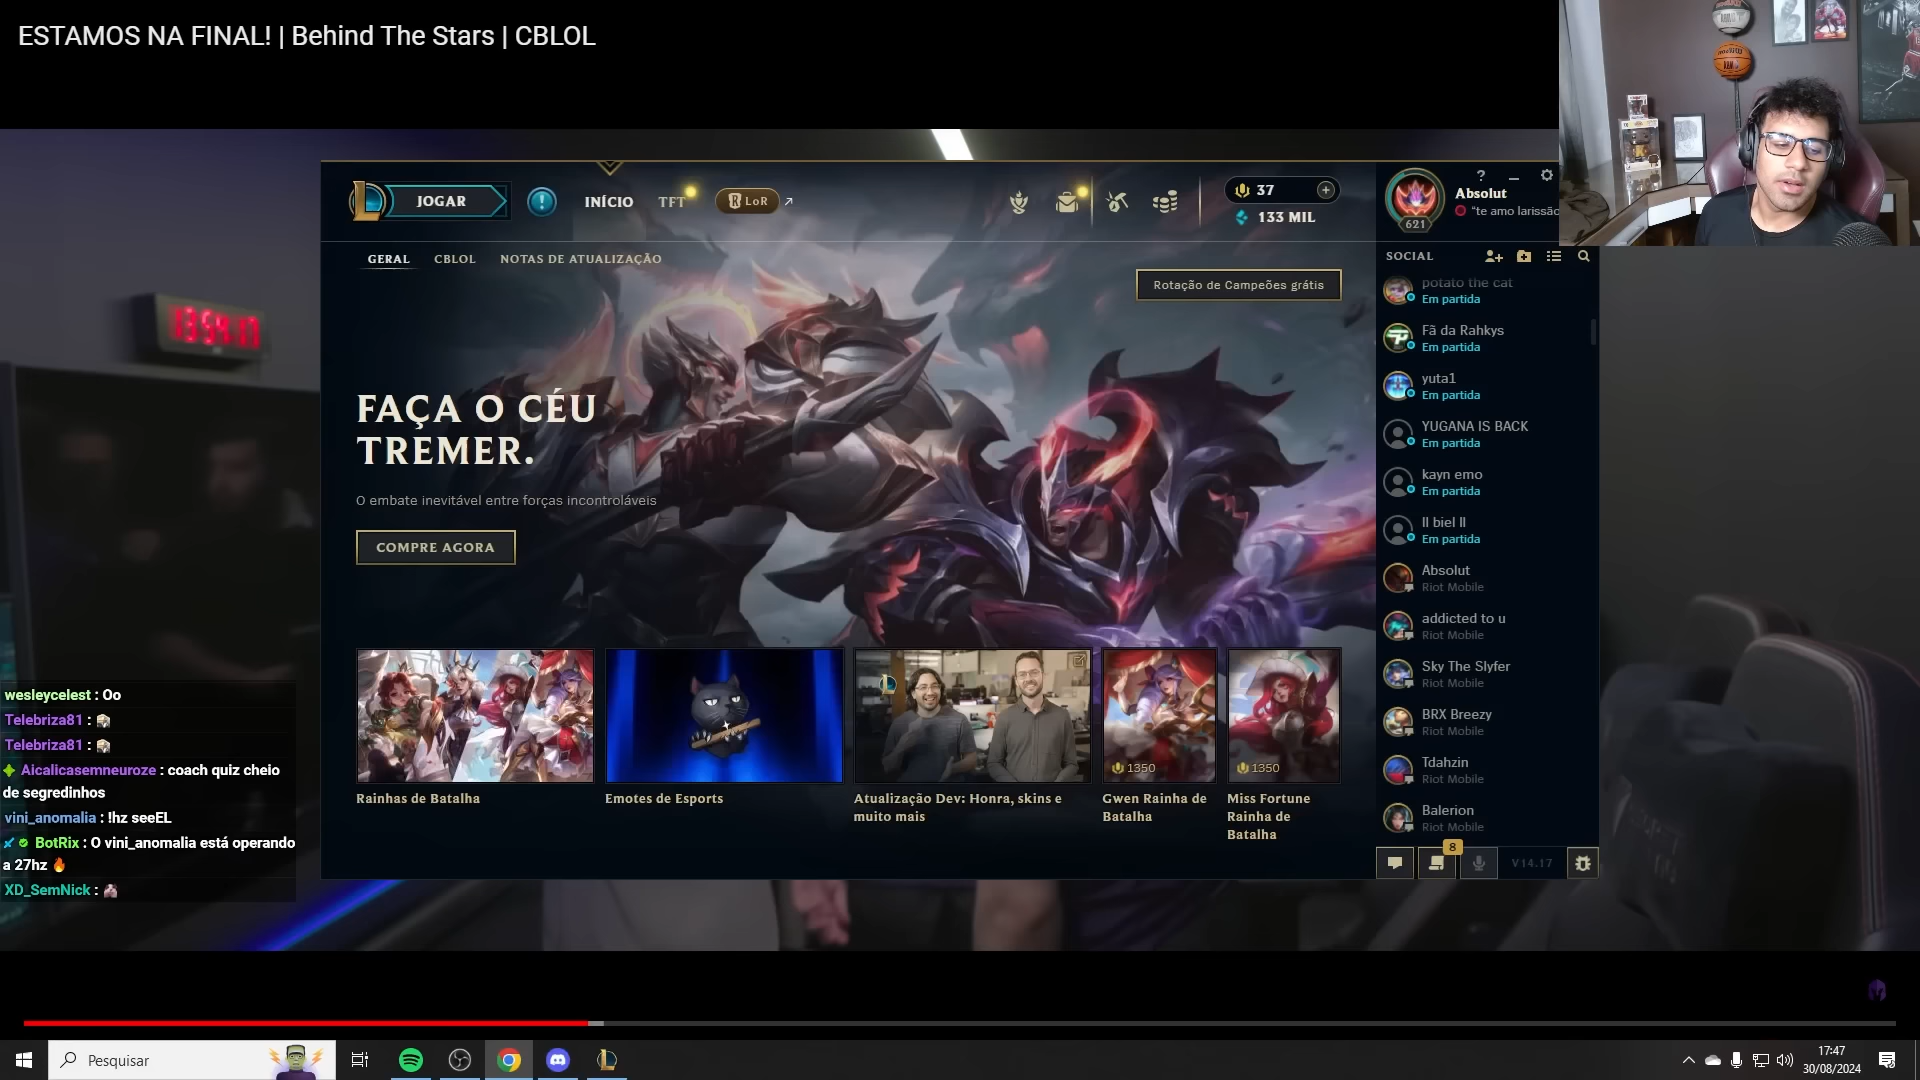 ESTAMOS NA FINAL! | Behind The Stars | CBLOL
JOGAR
INÍCIO
TFT
LoR
37
133 MIL
621
Absolut
"te amo larissão
GERAL
CBLOL
NOTAS DE ATUALIZAÇÃO
Rotação de Campeões grátis
SOCIAL
potato the cat
Em partida
Fã da Rahkys
Em partida
yuta1
Em partida
YUGANA IS BACK
Em partida
kayn emo
Em partida
ll biel ll
Em partida
Absolut
Riot Mobile
addicted to u
Riot Mobile
Sky The Slyfer
Riot Mobile
BRX Breezy
Riot Mobile
Tdahzin
Riot Mobile
Balerion
Riot Mobile
8
V14.17
13:54:17
FAÇA O CÉU
TREMER.
O embate inevitável entre forças incontroláveis
COMPRE AGORA
1350
1350
Rainhas de Batalha
Emotes de Esports
Atualização Dev: Honra, skins e
muito mais
Gwen Rainha de
Batalha
Miss Fortune
Rainha de
Batalha
wesleycelest : Oo
Telebriza81 :
Telebriza81 :
Aicalicasemneuroze : coach quiz cheio
de segredinhos
vini_anomalia : !hz seeEL
BotRix : O vini_anomalia está operando
a 27hz 🔥
XD_SemNick :
Pesquisar
17:47
30/08/2024